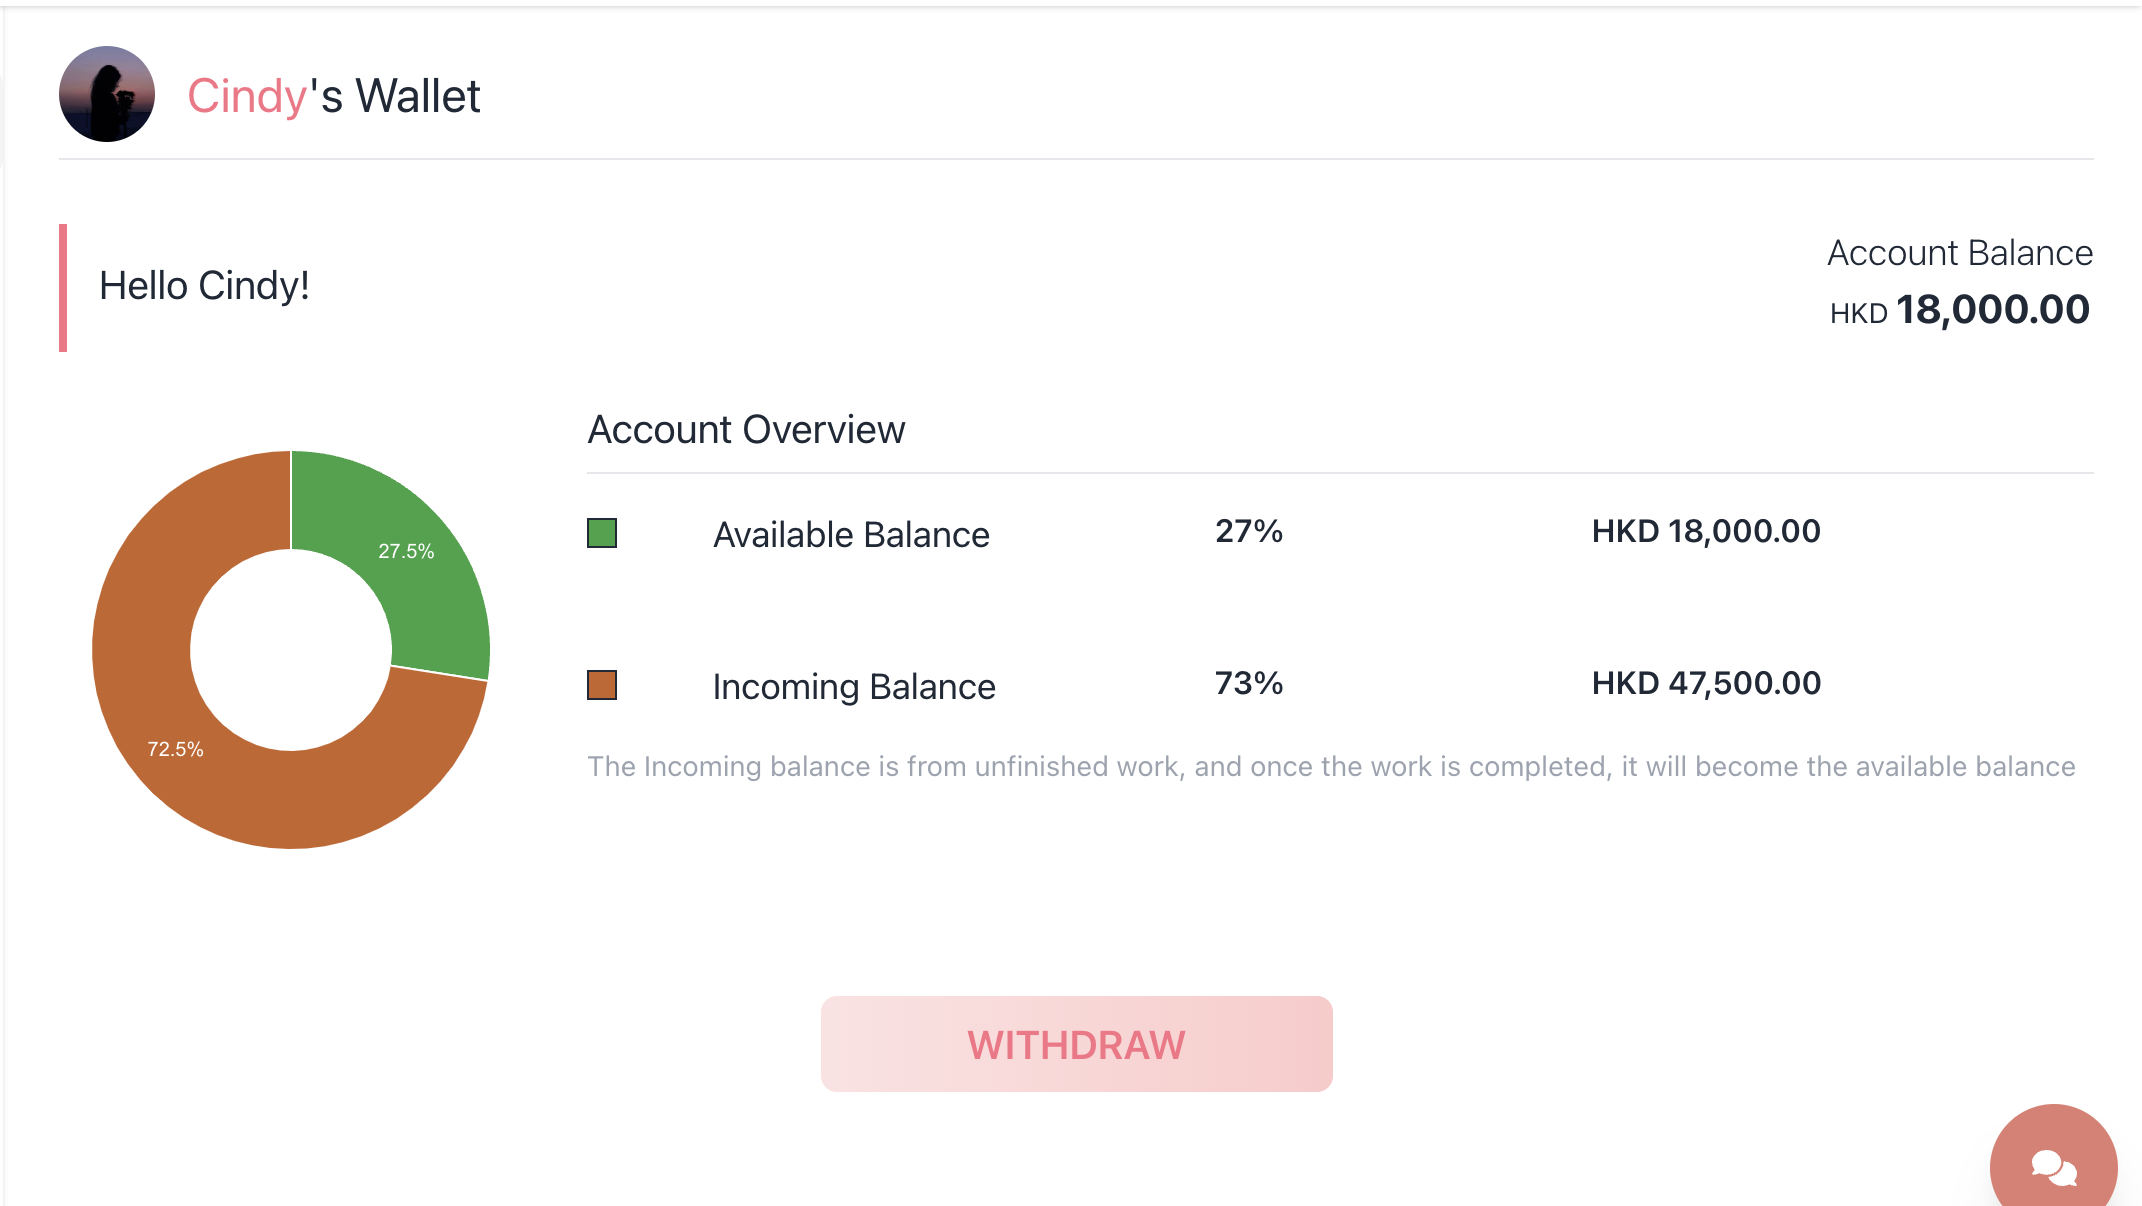 Cindy's Wallet
Hello Cindy!
Account Balance
HKD 18,000.00
Account Overview
27.5%
72.5%
Available Balance 27% HKD 18,000.00
Incoming Balance 73% HKD 47,500.00
The Incoming balance is from unfinished work, and once the work is completed, it will become the available balance
WITHDRAW